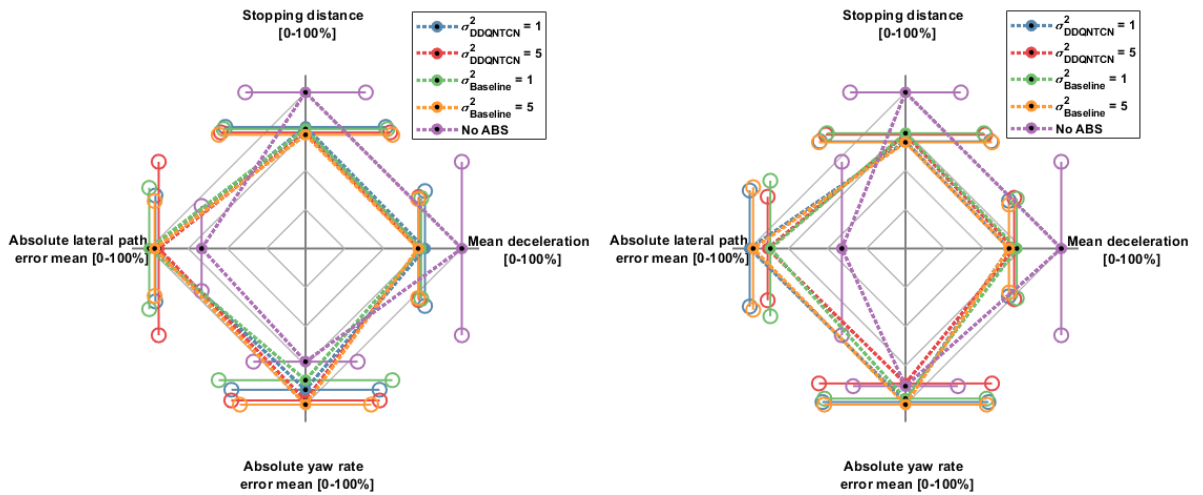 Stopping distance
[0-100%]
σ²DDQNTCN = 1
σ²DDQNTCN = 5
σ²Baseline = 1
σ²Baseline = 5
No ABS
Absolute lateral path
error mean [0-100%]
Mean deceleration
[0-100%]
Absolute yaw rate
error mean [0-100%]
Stopping distance
[0-100%]
σ²DDQNTCN = 1
σ²DDQNTCN = 5
σ²Baseline = 1
σ²Baseline = 5
No ABS
Absolute lateral path
error mean [0-100%]
Mean deceleration
[0-100%]
Absolute yaw rate
error mean [0-100%]